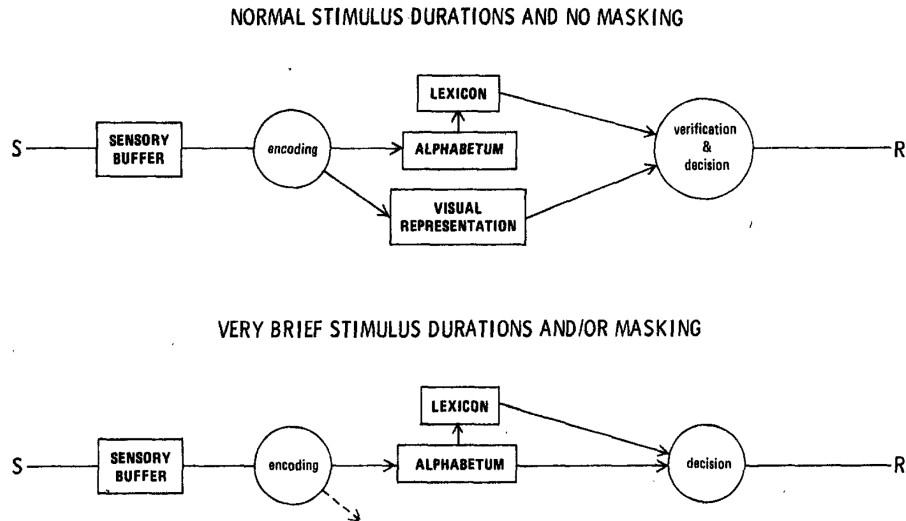 NORMAL STIMULUS DURATIONS AND NO MASKING
LEXICON
S
SENSORY
BUFFER
encoding
ALPHABETUM
verification
&
decision
R
VISUAL
REPRESENTATION
VERY BRIEF STIMULUS DURATIONS AND/OR MASKING
LEXICON
S
SENSORY
BUFFER
encoding
ALPHABETUM
decision
R